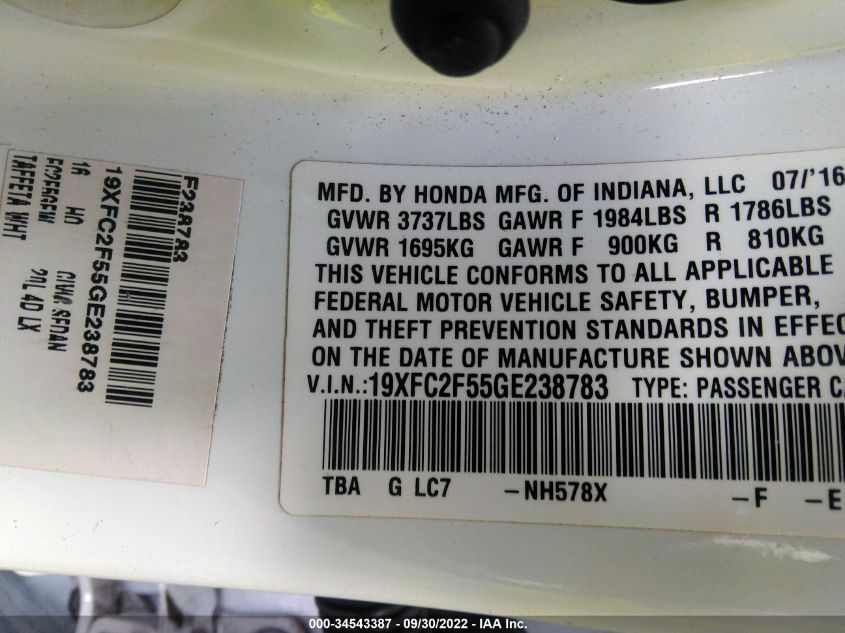 F238783
19XFC2F55GE238783
16 HO CIVIC SEDAN
FC2F5GEW 20L 4D LX
TAFFETA WHT
MFD. BY HONDA MFG. OF INDIANA, LLC 07/'16
GVWR 3737LBS GAWR F 1984LBS R 1786LBS
GVWR 1695KG GAWR F 900KG R 810KG
THIS VEHICLE CONFORMS TO ALL APPLICABLE
FEDERAL MOTOR VEHICLE SAFETY, BUMPER,
AND THEFT PREVENTION STANDARDS IN EFFEC
ON THE DATE OF MANUFACTURE SHOWN ABOV
V.I.N.:19XFC2F55GE238783 TYPE: PASSENGER CA
TBA G LC7 -NH578X -F -E
000-34543387 - 09/30/2022 - IAA Inc.